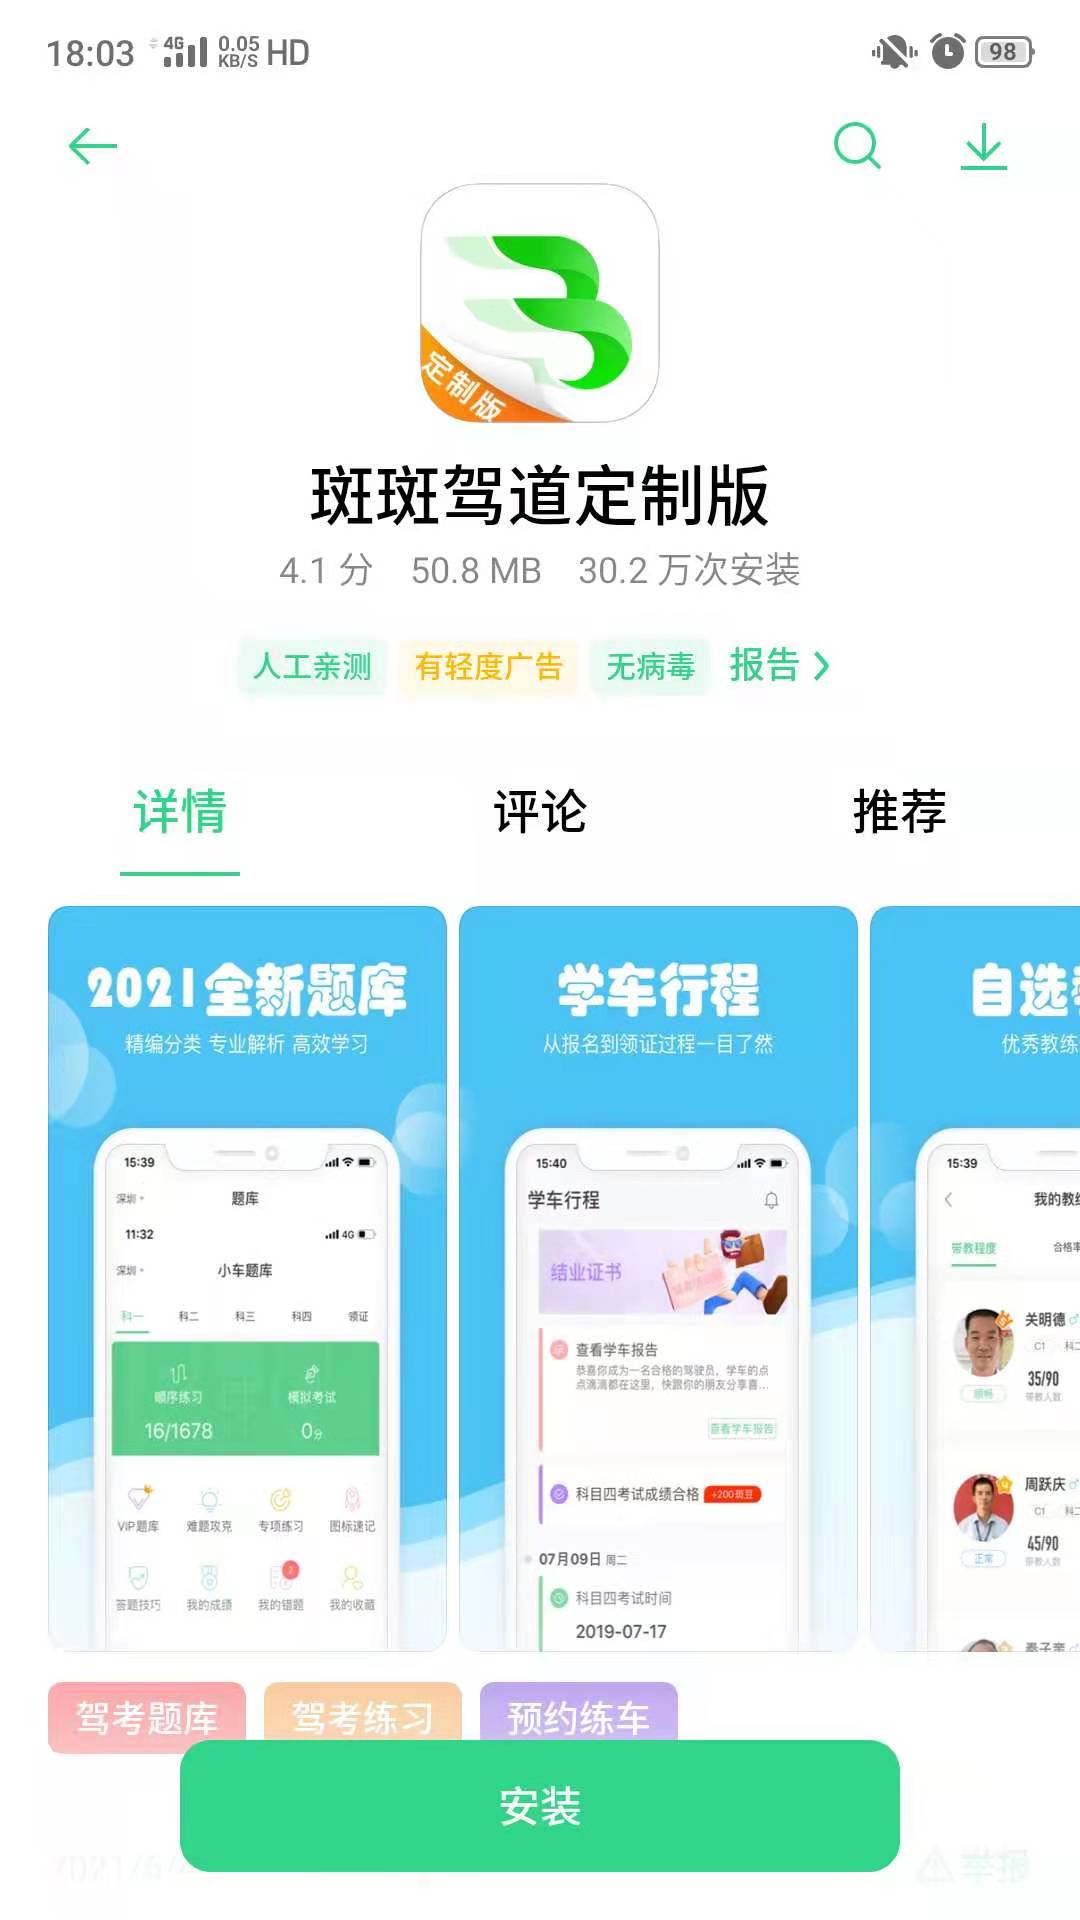 18:03 4G 0.05 KB/S HD 98
定制版
斑斑驾道定制版
4.1 分 50.8 MB 30.2 万次安装
人工亲测 有轻度广告 无病毒 报告
详情 评论 推荐
2021全新题库
精编分类 专业解析 高效学习
15:39
深圳 题库
11:32 4G
深圳 小车题库
科一 科二 科三 科四 领证
顺序练习 模拟考试
16/1678 0分
VIP题库 难题攻克 专项练习 图标速记
2
答题技巧 我的成绩 我的错题 我的收藏
学车行程
从报名到领证过程一目了然
15:40
学车行程
结业证书
查看学车报告
恭喜你成为一名合格的驾驶员，学车的点
点滴滴都在这里，快跟你的朋友分享喜...
查看学车报告
科目四考试成绩合格 +200斑豆
07月09日 周二
科目四考试时间
2019-07-17
自选
优秀教练
15:39
我的教
带教程度 合格率
关明德
C1 科二
顺畅 35/90
带教人数
周跃庆
C1 科二
45/90
正常 带教人数
秦子奎
驾考题库 驾考练习 预约练车
安装
举报